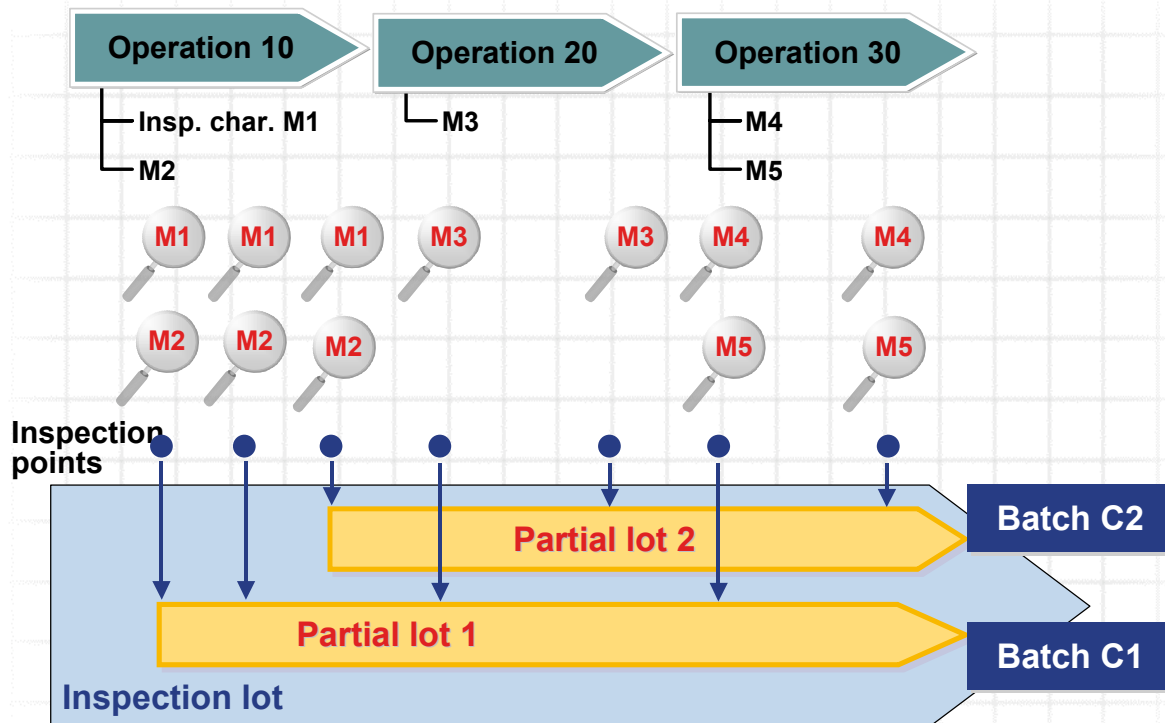 Operation 10
Operation 20
Operation 30
Insp. char. M1
M3
M4
M2
M5
M1
M1
M1
M3
M3
M4
M4
M2
M2
M2
M5
M5
Inspection
points
Batch C2
Partial lot 2
Partial lot 1
Batch C1
Inspection lot